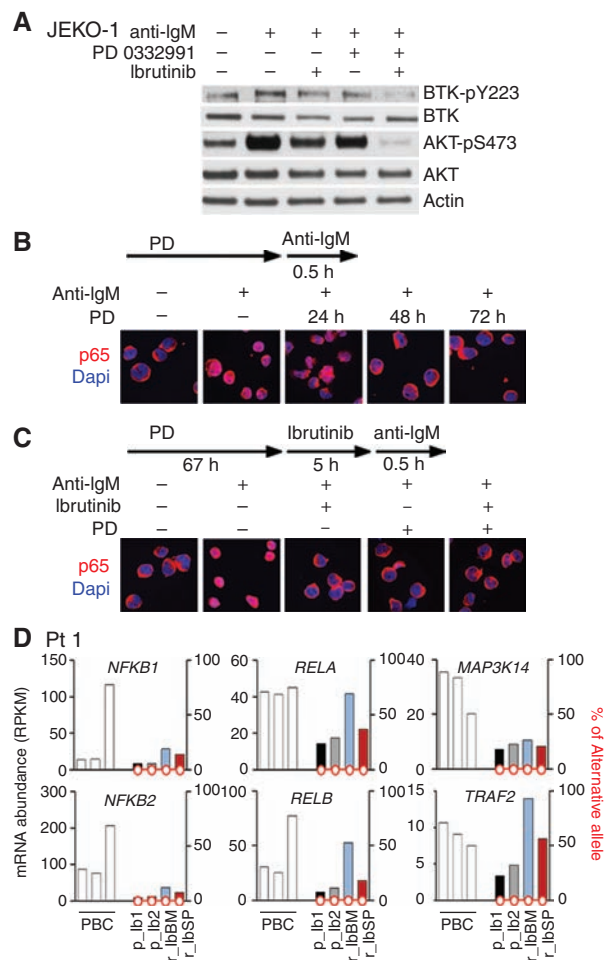 A
JEKO-1 anti-IgM – + + + +
PD 0332991 – – – + +
Ibrutinib – – + – +
BTK-pY223
BTK
AKT-pS473
AKT
Actin
B
PD Anti-IgM
0.5 h
Anti-IgM – + + + +
PD – – 24 h 48 h 72 h
p65
Dapi
C
PD Ibrutinib anti-IgM
67 h 5 h 0.5 h
Anti-IgM – + + + +
Ibrutinib – – + – +
PD – – – + +
p65
Dapi
D Pt 1
mRNA abundance (RPKM)
% of Alternative allele
NFKB1
150 100 50 0
100 50 0
RELA
60 40 20 0
100 50 0
MAP3K14
40 20 0
100 50 0
NFKB2
300 200 100 0
100 50 0
RELB
100 50 0
100 50 0
TRAF2
15 10 5 0
100 50 0
PBC p_Ib1 p_Ib2 r_IbBM r_IbSP
PBC p_Ib1 p_Ib2 r_IbBM r_IbSP
PBC p_Ib1 p_Ib2 r_IbBM r_IbSP